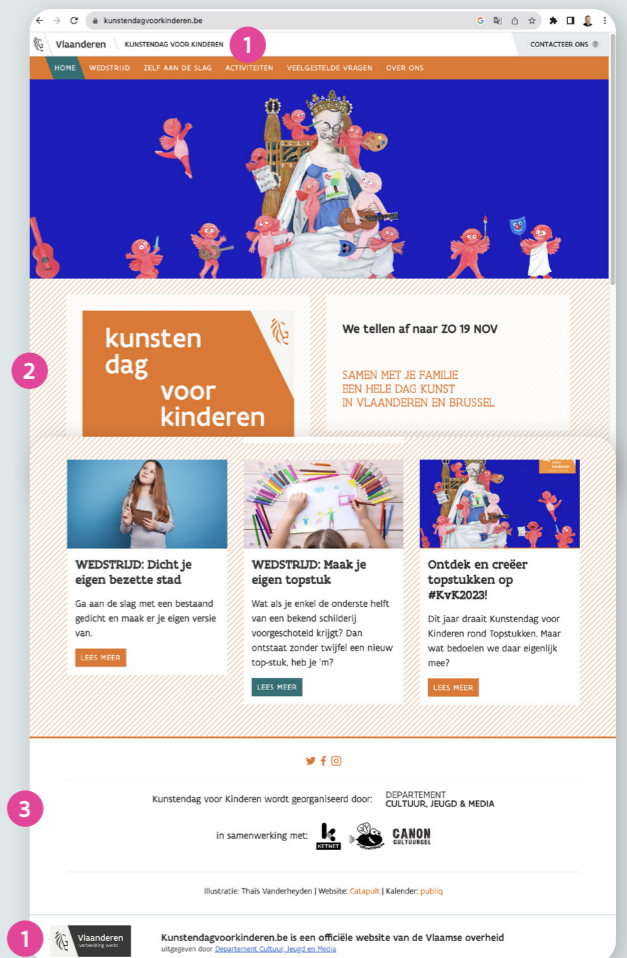 kunstendagvoorkinderen.be
Vlaanderen
KUNSTENDAG VOOR KINDEREN
1
CONTACTEER ONS
HOME WEDSTRIJD ZELF AAN DE SLAG ACTIVITEITEN VEELGESTELDE VRAGEN OVER ONS
2
kunsten
dag
voor
kinderen
We tellen af naar ZO 19 NOV
SAMEN MET JE FAMILIE
EEN HELE DAG KUNST
IN VLAANDEREN EN BRUSSEL
WEDSTRIJD: Dicht je
eigen bezette stad
Ga aan de slag met een bestaand
gedicht en maak er je eigen versie
van.
LEES MEER
WEDSTRIJD: Maak je
eigen topstuk
Wat als je enkel de onderste helft
van een bekend schilderij
voorgeschoteld krijgt? Dan
ontstaat zonder twijfel een nieuw
top-stuk, heb je 'm?
LEES MEER
Ontdek en creëer
topstukken op
#KvK2023!
Dit jaar draait Kunstendag voor
Kinderen rond Topstukken. Maar
wat bedoelen we daar eigenlijk
mee?
LEES MEER
3
Kunstendag voor Kinderen wordt georganiseerd door:
DEPARTEMENT
CULTUUR, JEUGD & MEDIA
in samenwerking met:
k
KETNET
CANON
CULTUURCEL
Illustratie: Thaïs Vanderheyden | Website: Catapult | Kalender: publiq
1
Vlaanderen
verbeelding werkt
Kunstendagvoorkinderen.be is een officiële website van de Vlaamse overheid
uitgegeven door Departement Cultuur, Jeugd en Media